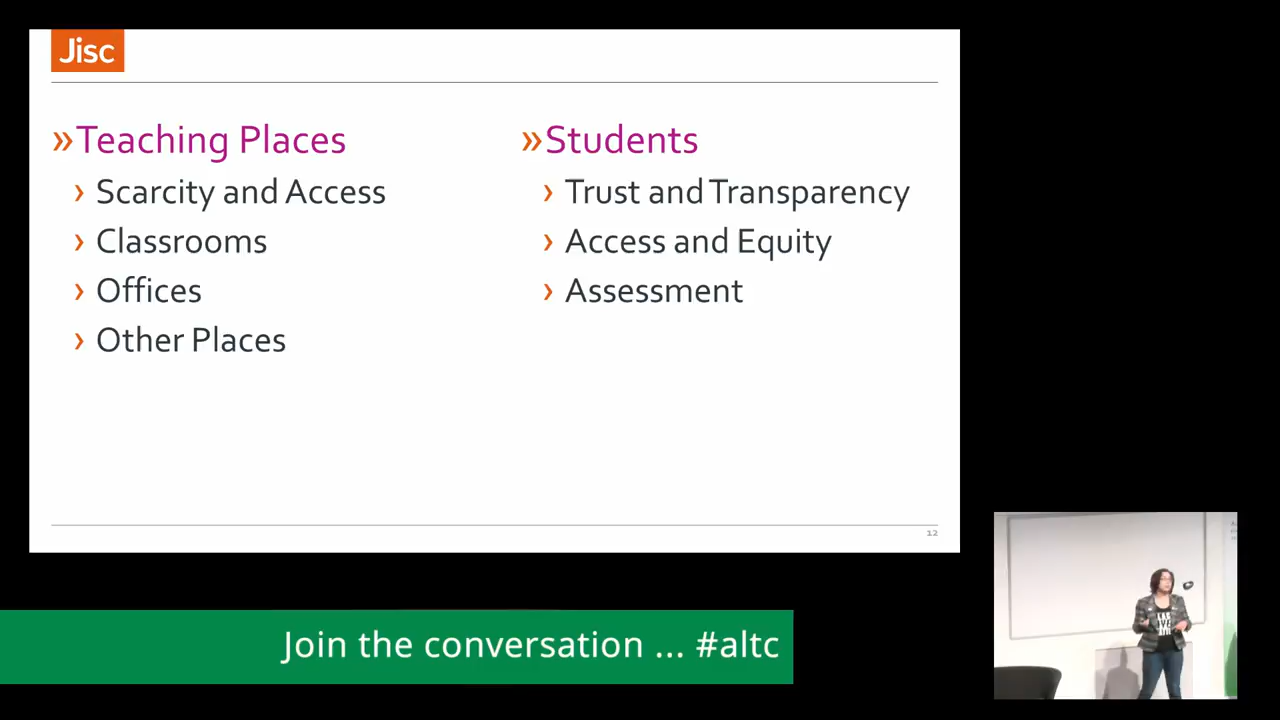 Jisc
»Teaching Places
› Scarcity and Access
› Classrooms
› Offices
› Other Places
»Students
› Trust and Transparency
› Access and Equity
› Assessment
12
Join the conversation ... #altc